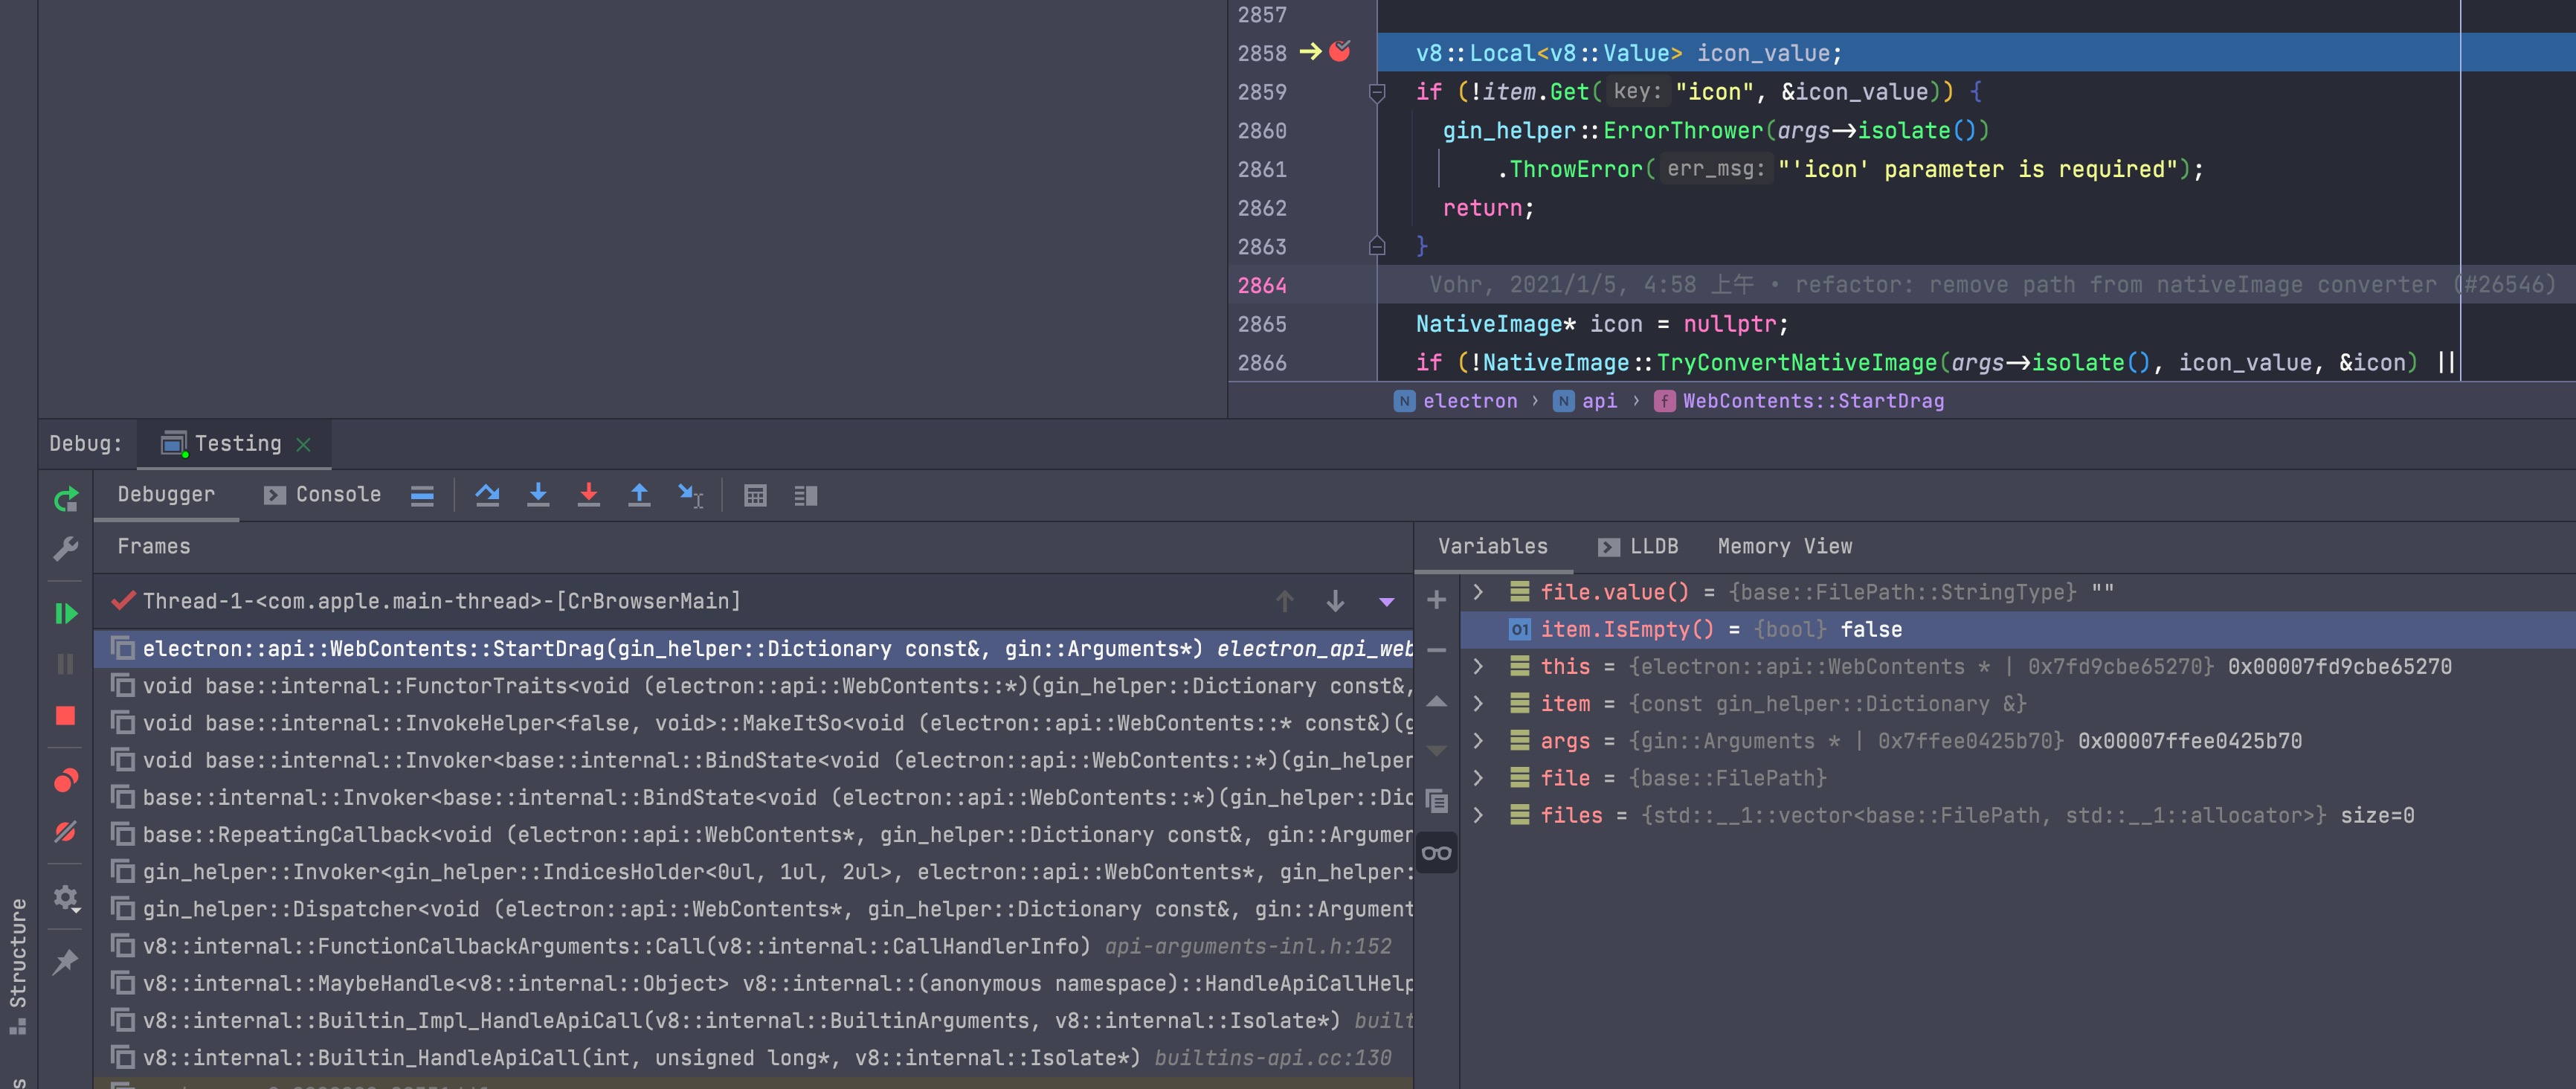 2857
2858 v8::Local<v8::Value> icon_value;
2859 if (!item.Get( key: "icon", &icon_value)) {
2860 gin_helper::ErrorThrower(args→isolate())
2861 .ThrowError( err_msg: "'icon' parameter is required");
2862 return;
2863 }
2864 Vohr, 2021/1/5, 4:58 上午 • refactor: remove path from nativeImage converter (#26546)
2865 NativeImage* icon = nullptr;
2866 if (!NativeImage::TryConvertNativeImage(args→isolate(), icon_value, &icon) ||
N electron › N api › f WebContents::StartDrag
Debug: Testing ×
Debugger Console
Frames
Thread-1-<com.apple.main-thread>-[CrBrowserMain]
electron::api::WebContents::StartDrag(gin_helper::Dictionary const&, gin::Arguments*) electron_api_web
void base::internal::FunctorTraits<void (electron::api::WebContents::*)(gin_helper::Dictionary const&,
void base::internal::InvokeHelper<false, void>::MakeItSo<void (electron::api::WebContents::* const&)(g
void base::internal::Invoker<base::internal::BindState<void (electron::api::WebContents::*)(gin_helper
base::internal::Invoker<base::internal::BindState<void (electron::api::WebContents::*)(gin_helper::Dic
base::RepeatingCallback<void (electron::api::WebContents*, gin_helper::Dictionary const&, gin::Argumen
gin_helper::Invoker<gin_helper::IndicesHolder<0ul, 1ul, 2ul>, electron::api::WebContents*, gin_helper:
gin_helper::Dispatcher<void (electron::api::WebContents*, gin_helper::Dictionary const&, gin::Argument
v8::internal::FunctionCallbackArguments::Call(v8::internal::CallHandlerInfo) api-arguments-inl.h:152
v8::internal::MaybeHandle<v8::internal::Object> v8::internal::(anonymous namespace)::HandleApiCallHelp
v8::internal::Builtin_Impl_HandleApiCall(v8::internal::BuiltinArguments, v8::internal::Isolate*) built
v8::internal::Builtin_HandleApiCall(int, unsigned long*, v8::internal::Isolate*) builtins-api.cc:130
Variables LLDB Memory View
file.value() = {base::FilePath::StringType} ""
01 item.IsEmpty() = {bool} false
this = {electron::api::WebContents * | 0x7fd9cbe65270} 0x00007fd9cbe65270
item = {const gin_helper::Dictionary &}
args = {gin::Arguments * | 0x7ffee0425b70} 0x00007ffee0425b70
file = {base::FilePath}
files = {std::__1::vector<base::FilePath, std::__1::allocator>} size=0
Structure